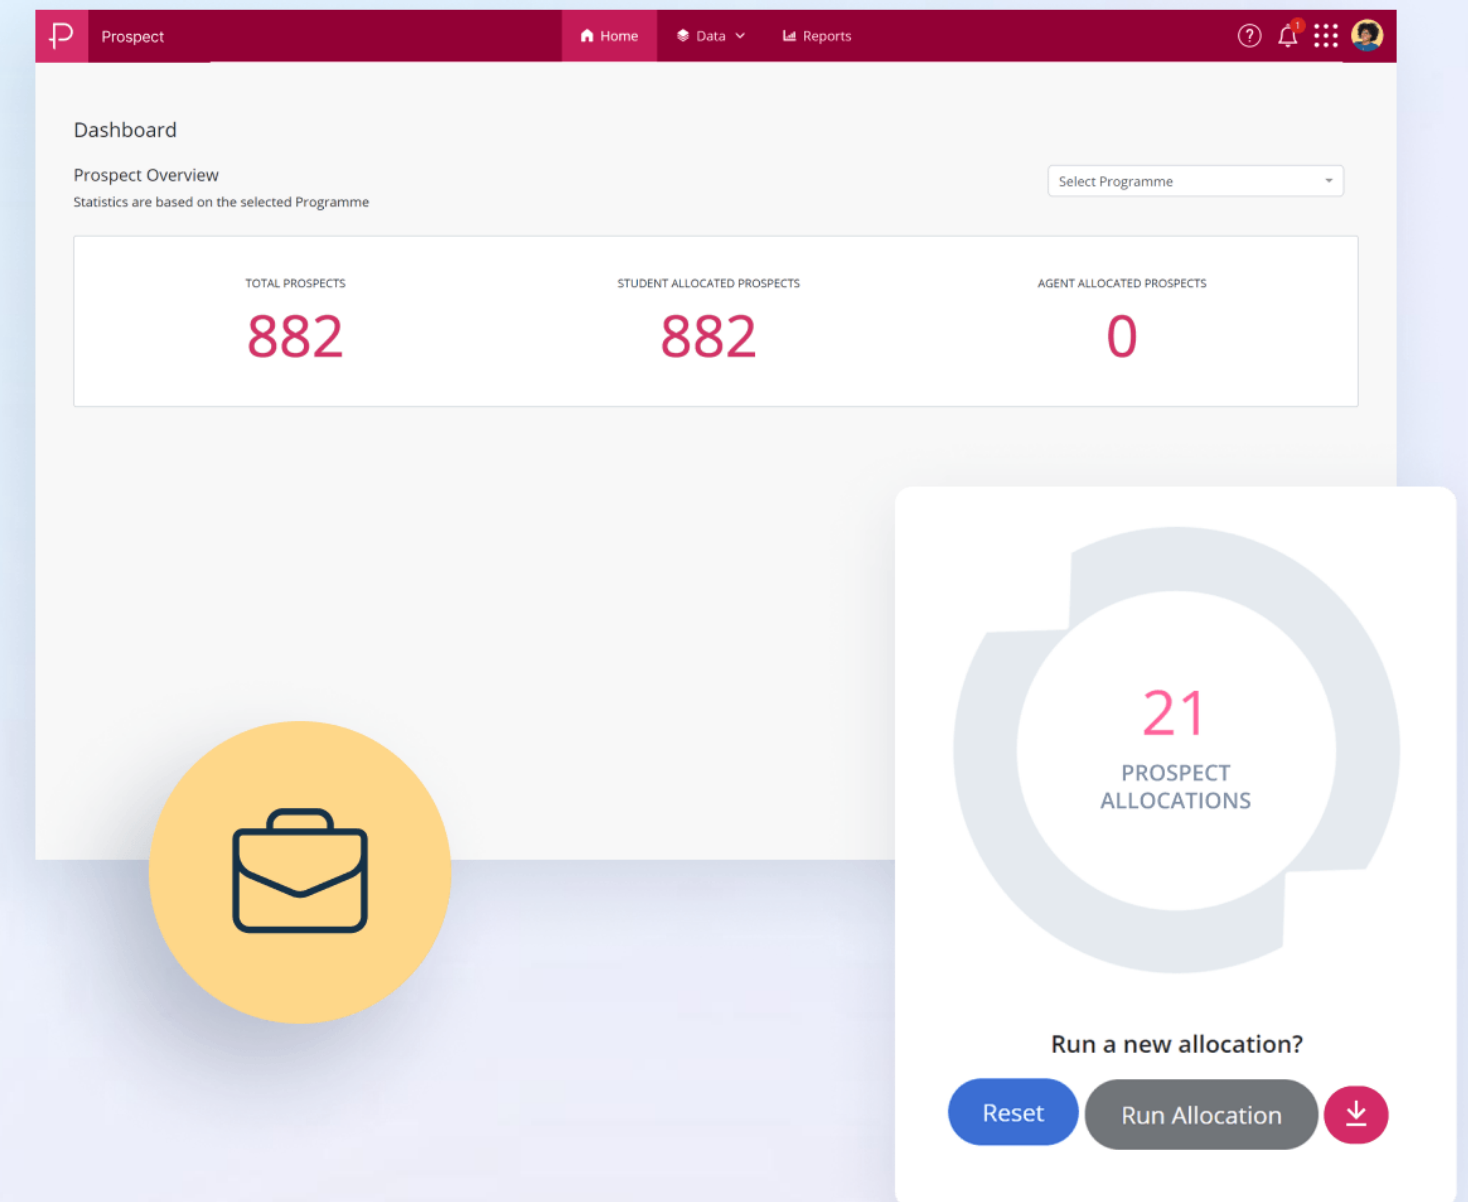 Prospect
Home
Data
Reports
?
1
Dashboard
Prospect Overview
Statistics are based on the selected Programme
Select Programme
TOTAL PROSPECTS
882
STUDENT ALLOCATED PROSPECTS
882
AGENT ALLOCATED PROSPECTS
0
21
PROSPECT
ALLOCATIONS
Run a new allocation?
Reset
Run Allocation